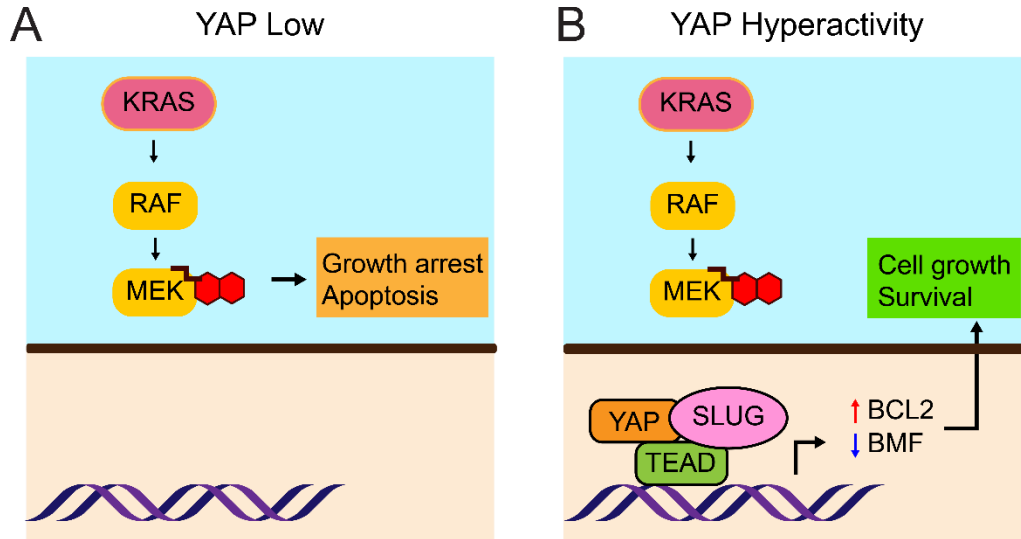 A
YAP Low
KRAS
RAF
MEK
Growth arrest
Apoptosis
B
YAP Hyperactivity
KRAS
RAF
MEK
Cell growth
Survival
YAP
SLUG
TEAD
BCL2
BMF